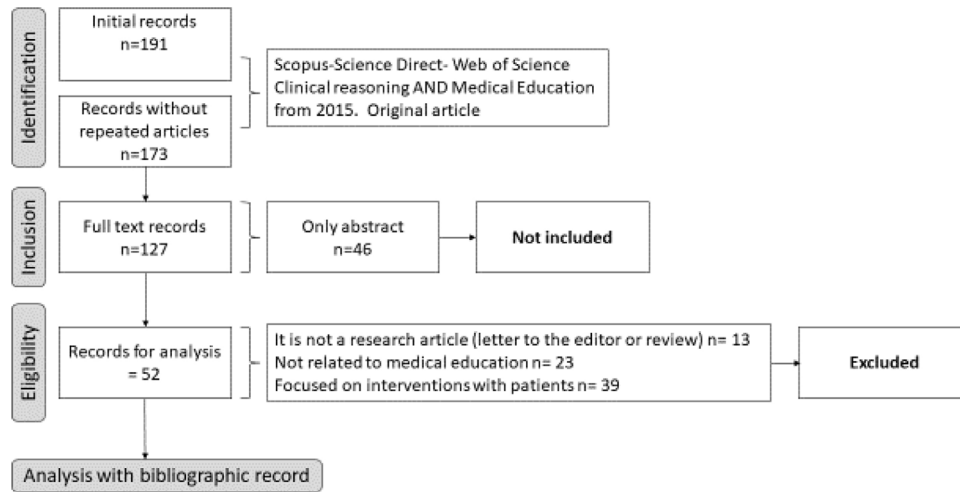 Identification
Initial records
n=191
Scopus-Science Direct- Web of Science
Clinical reasoning AND Medical Education
from 2015.  Original article
Records without
repeated articles
n=173
Inclusion
Full text records
n=127
Only abstract
n=46
Not included
Eligibility
Records for analysis
= 52
It is not a research article (letter to the editor or review) n= 13
Not related to medical education n= 23
Focused on interventions with patients n= 39
Excluded
Analysis with bibliographic record